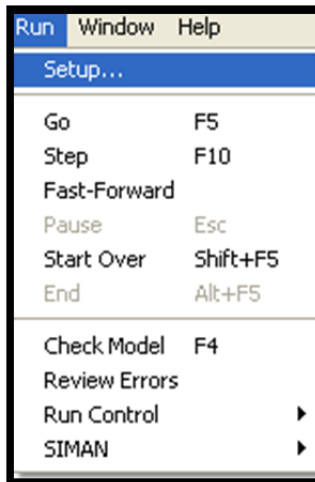 Run Window Help
Setup...
Go F5
Step F10
Fast-Forward
Pause Esc
Start Over Shift+F5
End Alt+F5
Check Model F4
Review Errors
Run Control
SIMAN